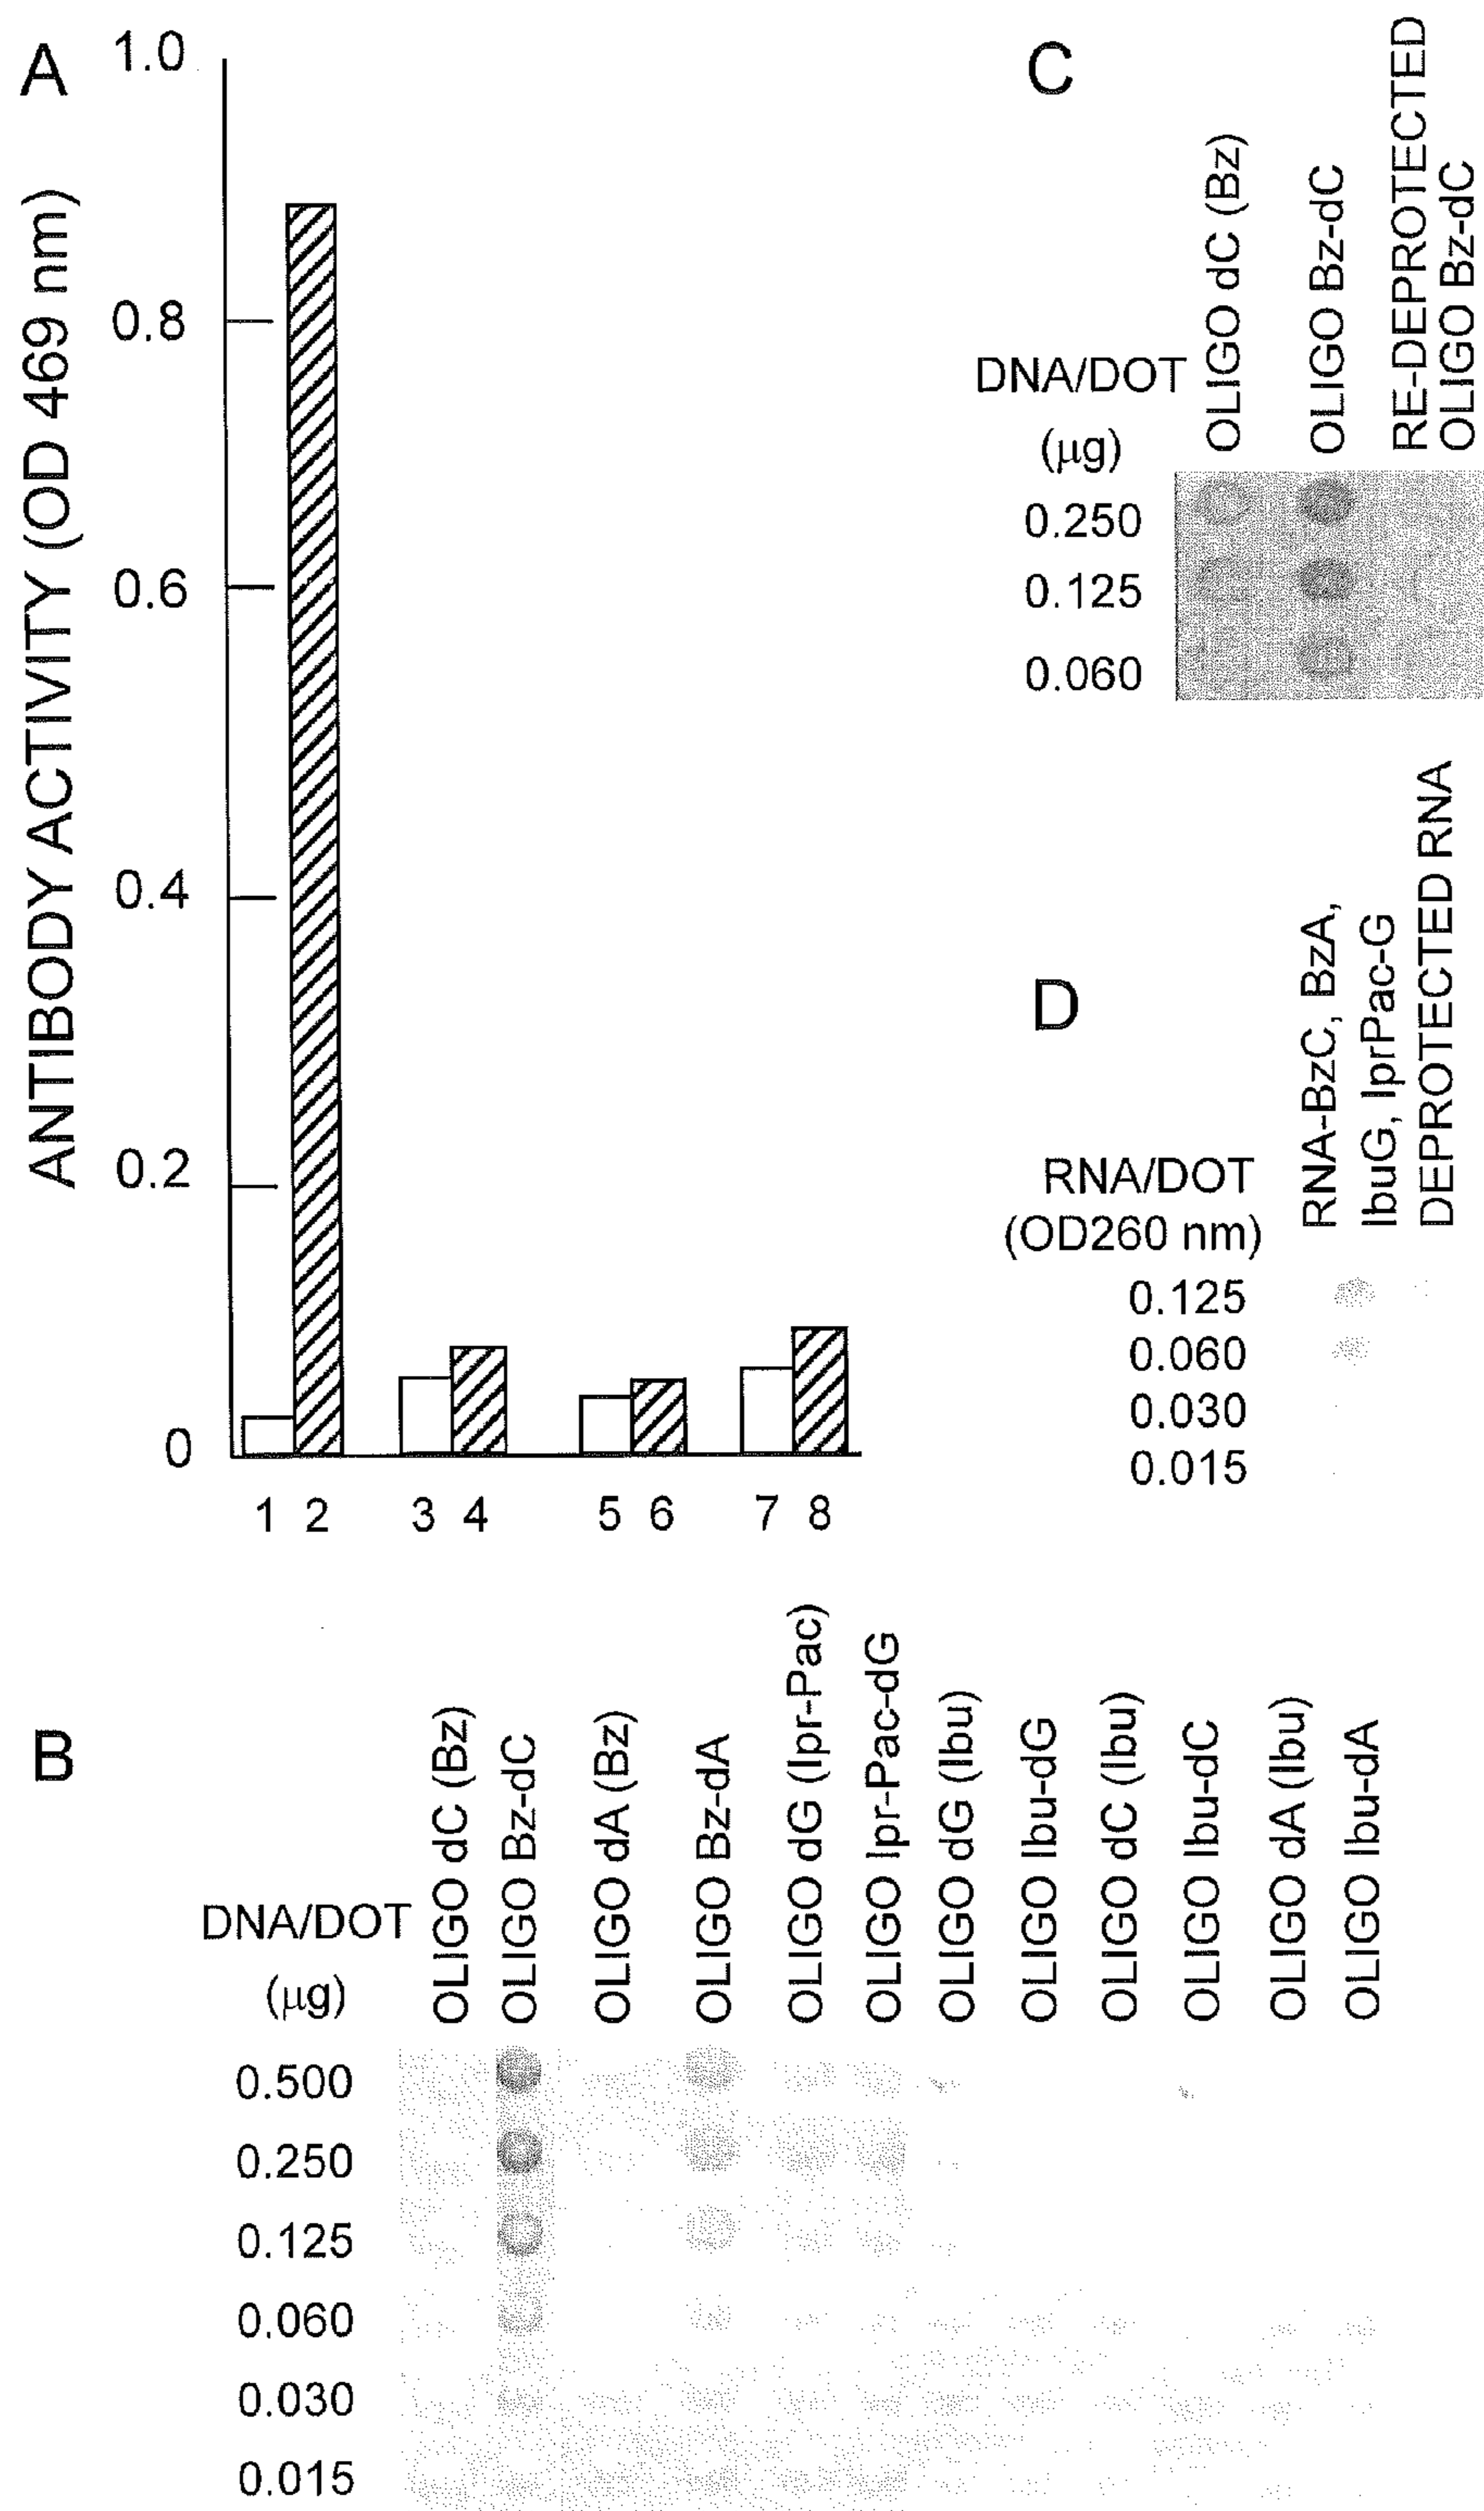 A
ANTIBODY ACTIVITY (OD 469 nm)
1.0
0.8
0.6
0.4
0.2
0
1 2 3 4 5 6 7 8
C
DNA/DOT
(µg)
OLIGO dC (Bz)
OLIGO Bz-dC
RE-DEPROTECTED
OLIGO Bz-dC
0.250
0.125
0.060
D
RNA/DOT
(OD260 nm)
RNA-BzC, BzA,
IbuG, IprPac-G
DEPROTECTED RNA
0.125
0.060
0.030
0.015
B
DNA/DOT
(µg)
OLIGO dC (Bz)
OLIGO Bz-dC
OLIGO dA (Bz)
OLIGO Bz-dA
OLIGO dG (Ipr-Pac)
OLIGO Ipr-Pac-dG
OLIGO dG (Ibu)
OLIGO Ibu-dG
OLIGO dC (Ibu)
OLIGO Ibu-dC
OLIGO dA (Ibu)
OLIGO Ibu-dA
0.500
0.250
0.125
0.060
0.030
0.015